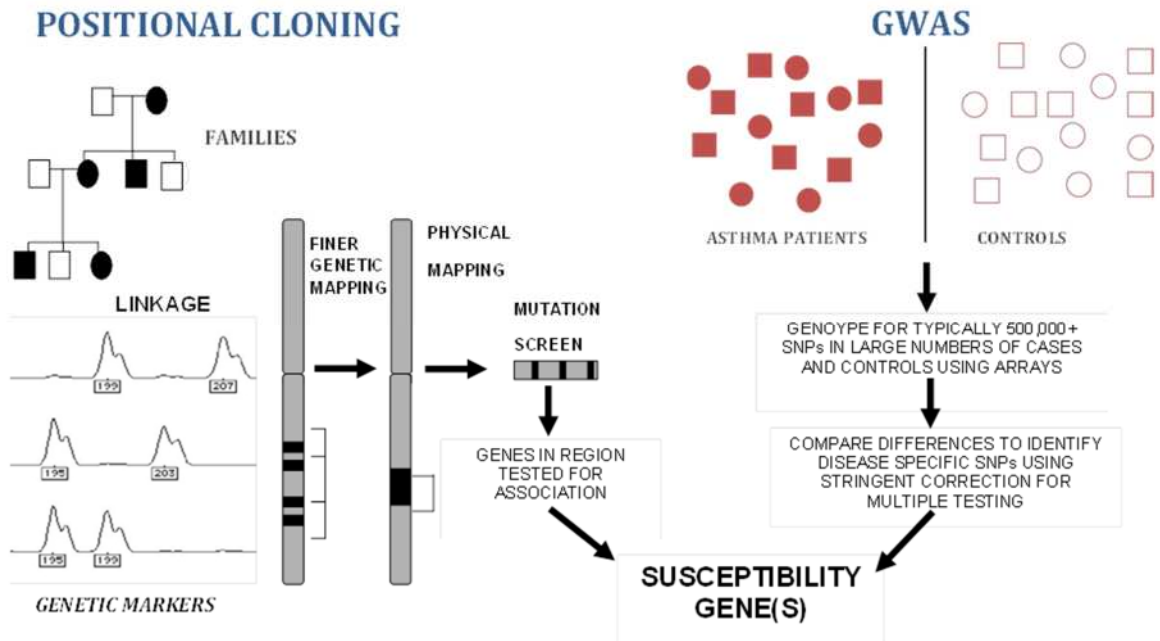 POSITIONAL CLONING
FAMILIES
LINKAGE
199
207
195
203
195
199
GENETIC MARKERS
FINER
GENETIC
MAPPING
PHYSICAL
MAPPING
MUTATION
SCREEN
GENES IN REGION
TESTED FOR
ASSOCIATION
GWAS
ASTHMA PATIENTS
CONTROLS
GENOYPE FOR TYPICALLY 500,000+
SNPs IN LARGE NUMBERS OF CASES
AND CONTROLS USING ARRAYS
COMPARE DIFFERENCES TO IDENTIFY
DISEASE SPECIFIC SNPs USING
STRINGENT CORRECTION FOR
MULTIPLE TESTING
SUSCEPTIBILITY
GENE(S)